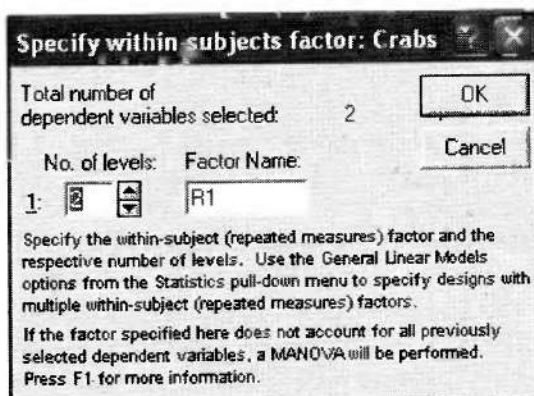 Specify within-subjects factor: Crabs ? X
Total number of
dependent variables selected: 2
OK
Cancel
No. of levels: Factor Name:
1: 2 R1
Specify the within-subject (repeated measures) factor and the
respective number of levels. Use the General Linear Models
options from the Statistics pull-down menu to specify designs with
multiple within-subject (repeated measures) factors.
If the factor specified here does not account for all previously
selected dependent variables, a MANOVA will be performed.
Press F1 for more information.